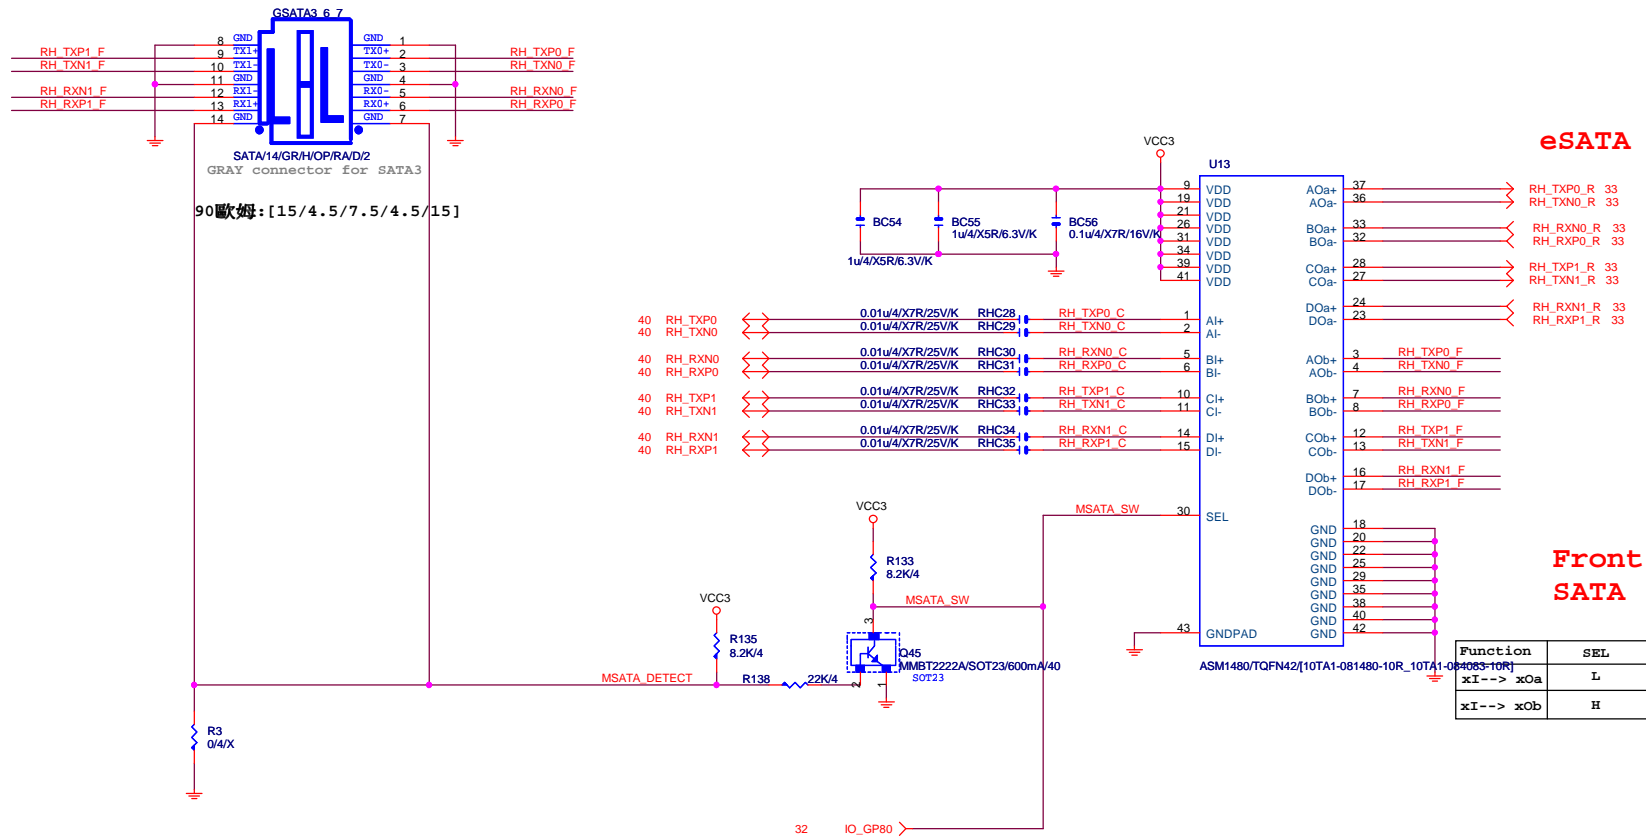 GSATA3_6_7
8 GND GND 1
RH_TXP1_F 9 TX1+ TX0+ 2 RH_TXP0_F
RH_TXN1_F 10 TX1- TX0- 3 RH_TXN0_F
11 GND GND 4
RH_RXN1_F 12 RX1- RX0- 5 RH_RXN0_F
RH_RXP1_F 13 RX1+ RX0+ 6 RH_RXP0_F
14 GND GND 7
SATA/14/GR/H/OP/RA/D/2
GRAY connector for SATA3
90歐姆:[15/4.5/7.5/4.5/15]
VCC3
U13
eSATA
BC54
1u/4/X5R/6.3V/K
BC55
1u/4/X5R/6.3V/K
BC56
0.1u/4/X7R/16V/K
9 VDD
19 VDD
21 VDD
26 VDD
31 VDD
34 VDD
39 VDD
41 VDD
AOa+ 37 RH_TXP0_R 33
AOa- 36 RH_TXN0_R 33
BOa+ 33 RH_RXN0_R 33
BOa- 32 RH_RXP0_R 33
COa+ 28 RH_TXP1_R 33
COa- 27 RH_TXN1_R 33
DOa+ 24 RH_RXN1_R 33
DOa- 23 RH_RXP1_R 33
40 RH_TXP0 0.01u/4/X7R/25V/K RHC28 RH_TXP0_C 1 AI+
40 RH_TXN0 0.01u/4/X7R/25V/K RHC29 RH_TXN0_C 2 AI-
40 RH_RXN0 0.01u/4/X7R/25V/K RHC30 RH_RXN0_C 5 BI+
40 RH_RXP0 0.01u/4/X7R/25V/K RHC31 RH_RXP0_C 6 BI-
40 RH_TXP1 0.01u/4/X7R/25V/K RHC32 RH_TXP1_C 10 CI+
40 RH_TXN1 0.01u/4/X7R/25V/K RHC33 RH_TXN1_C 11 CI-
40 RH_RXN1 0.01u/4/X7R/25V/K RHC34 RH_RXN1_C 14 DI+
40 RH_RXP1 0.01u/4/X7R/25V/K RHC35 RH_RXP1_C 15 DI-
AOb+ 3 RH_TXP0_F
AOb- 4 RH_TXN0_F
BOb+ 7 RH_RXN0_F
BOb- 8 RH_RXP0_F
COb+ 12 RH_TXP1_F
COb- 13 RH_TXN1_F
DOb+ 16 RH_RXN1_F
DOb- 17 RH_RXP1_F
MSATA_SW 30 SEL
GND 18
GND 20
GND 22
GND 25
GND 29
GND 35
GND 38
GND 40
GND 42
43 GNDPAD
ASM1480/TQFN42/[10TA1-081480-10R_10TA1-084083-10R]
Front
SATA
Function SEL
xI--> xOa L
xI--> xOb H
VCC3
R133
8.2K/4
MSATA_SW
VCC3
R135
8.2K/4
3
Q45
MMBT2222A/SOT23/600mA/40
SOT23
2 1
MSATA_DETECT R138 22K/4
R3
0/4/X
32 IO_GP80